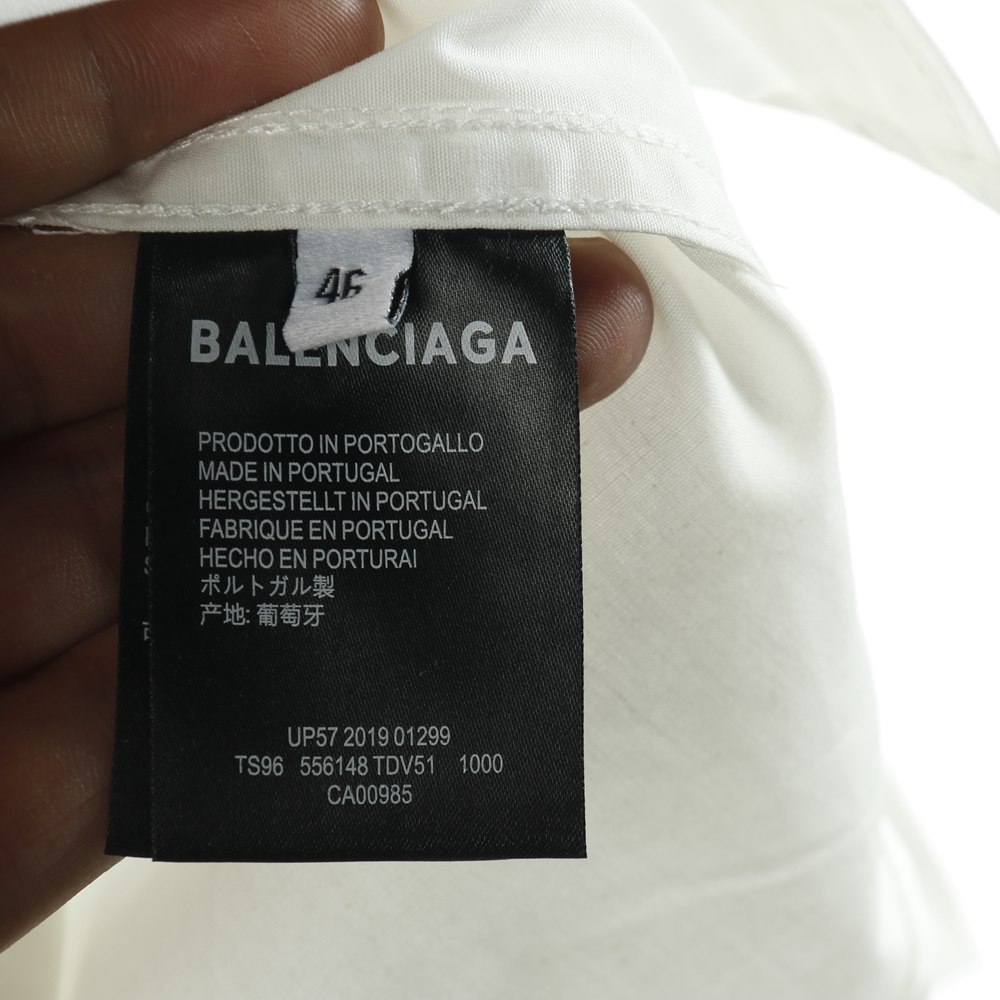 46
BALENCIAGA
PRODOTTO IN PORTOGALLO
MADE IN PORTUGAL
HERGESTELLT IN PORTUGAL
FABRIQUE EN PORTUGAL
HECHO EN PORTURAI
ポルトガル製
产地: 葡萄牙
UP57 2019 01299
TS96 556148 TDV51 1000
CA00985